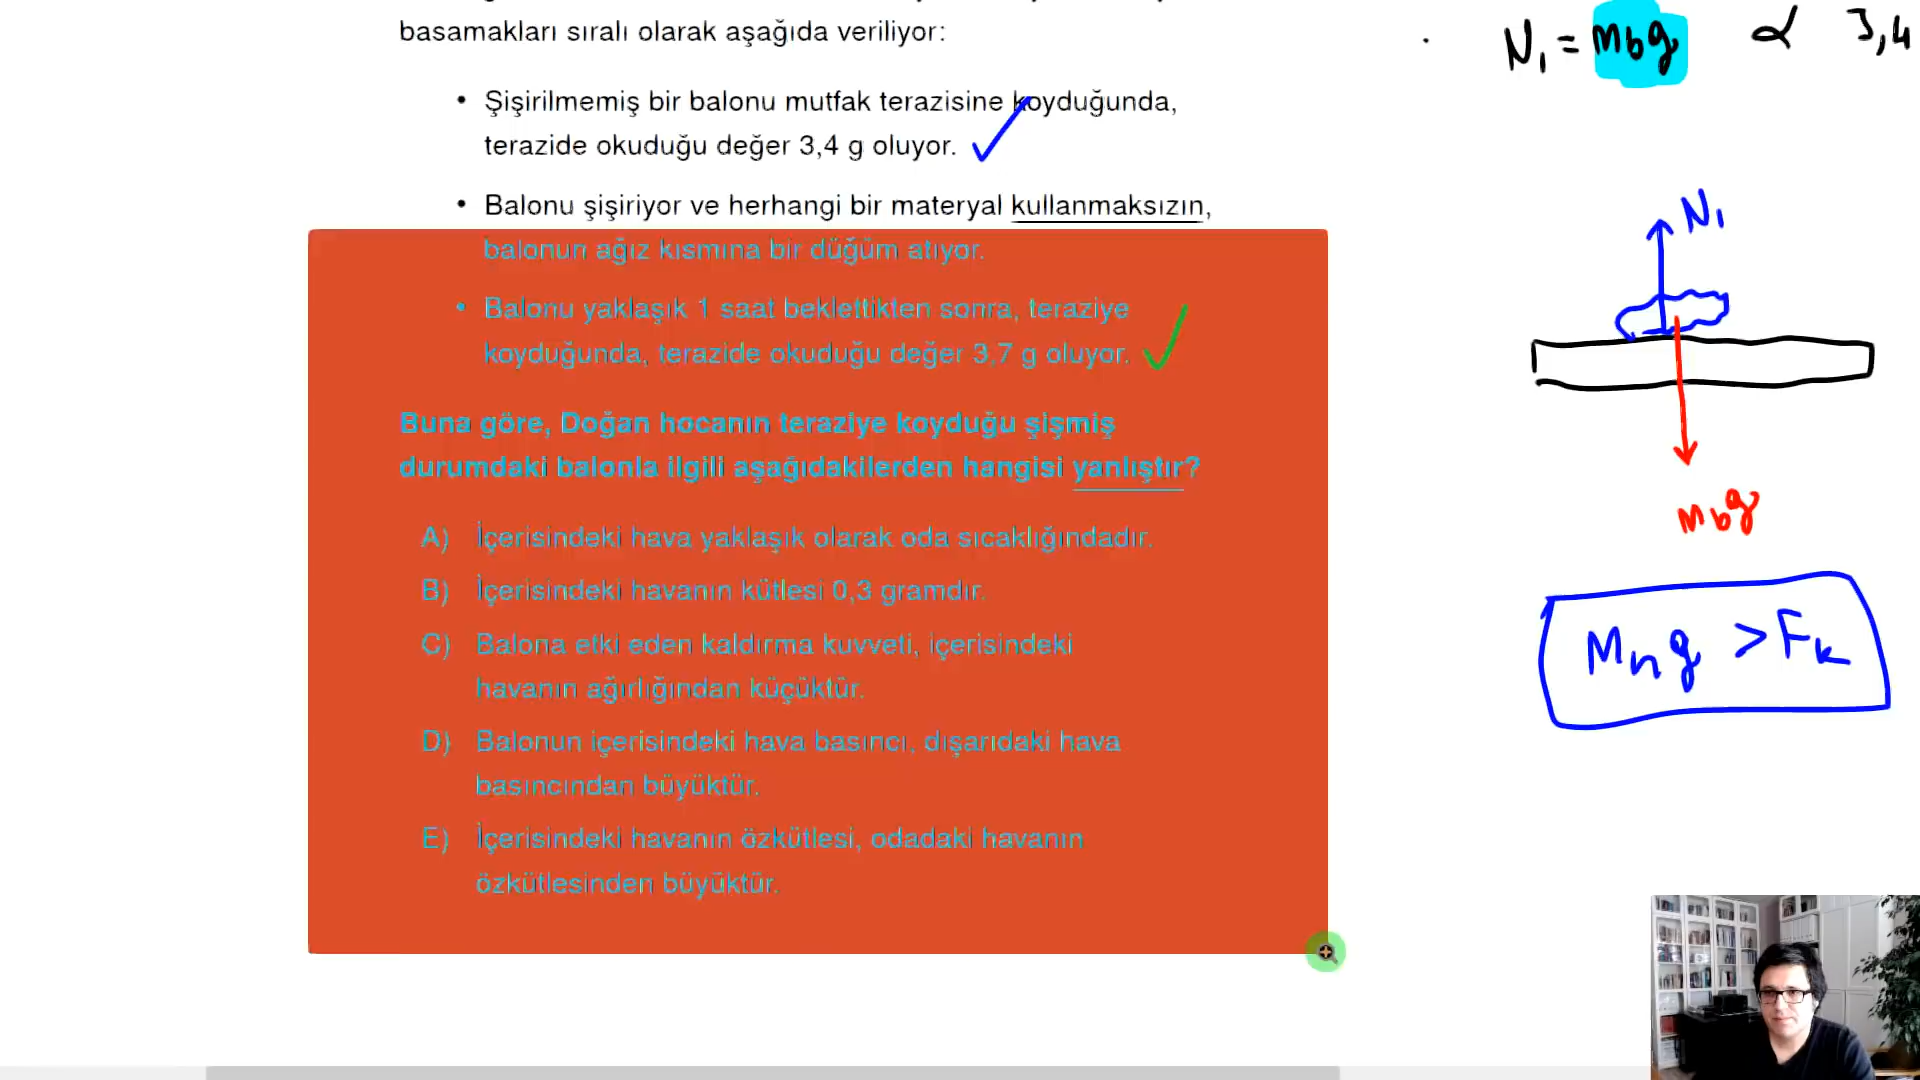 basamakları sıralı olarak aşağıda veriliyor:
• Şişirilmemiş bir balonu mutfak terazisine koyduğunda,
terazide okuduğu değer 3,4 g oluyor.
• Balonu şişiriyor ve herhangi bir materyal kullanmaksızın,
balonun ağız kısmına bir düğüm atıyor.
• Balonu yaklaşık 1 saat beklettikten sonra, teraziye
koyduğunda, terazide okuduğu değer 3,7 g oluyor.
Buna göre, Doğan hocanın teraziye koyduğu şişmiş
durumdaki balonla ilgili aşağıdakilerden hangisi yanlıştır?
A) İçerisindeki hava yaklaşık olarak oda sıcaklığındadır.
B) İçerisindeki havanın kütlesi 0,3 gramdır.
C) Balona etki eden kaldırma kuvveti, içerisindeki
havanın ağırlığından küçüktür.
D) Balonun içerisindeki hava basıncı, dışarıdaki hava
basıncından büyüktür.
E) İçerisindeki havanın özkütlesi, odadaki havanın
özkütlesinden büyüktür.
N₁ = mbg α 3,4
N₁
mbg
Mhg > Fk